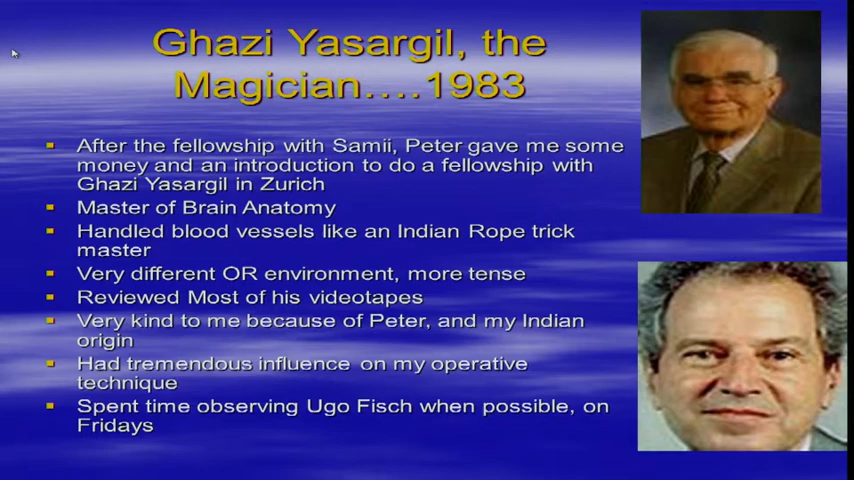 Ghazi Yasargil, the
Magician....1983
After the fellowship with Samii, Peter gave me some
money and an introduction to do a fellowship with
Ghazi Yasargil in Zurich
Master of Brain Anatomy
Handled blood vessels like an Indian Rope trick
master
Very different OR environment, more tense
Reviewed Most of his videotapes
Very kind to me because of Peter, and my Indian
origin
Had tremendous influence on my operative
technique
Spent time observing Ugo Fisch when possible, on
Fridays